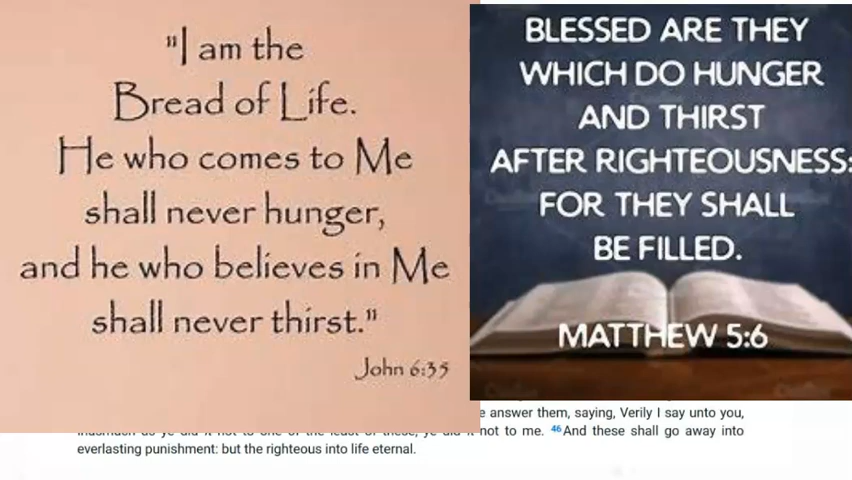 "I am the
Bread of Life.
He who comes to Me
shall never hunger,
and he who believes in Me
shall never thirst."
John 6:35
BLESSED ARE THEY
WHICH DO HUNGER
AND THIRST
AFTER RIGHTEOUSNESS:
FOR THEY SHALL
BE FILLED.
MATTHEW 5:6
e answer them, saying, Verily I say unto you,
not to me. 46 And these shall go away into
everlasting punishment: but the righteous into life eternal.